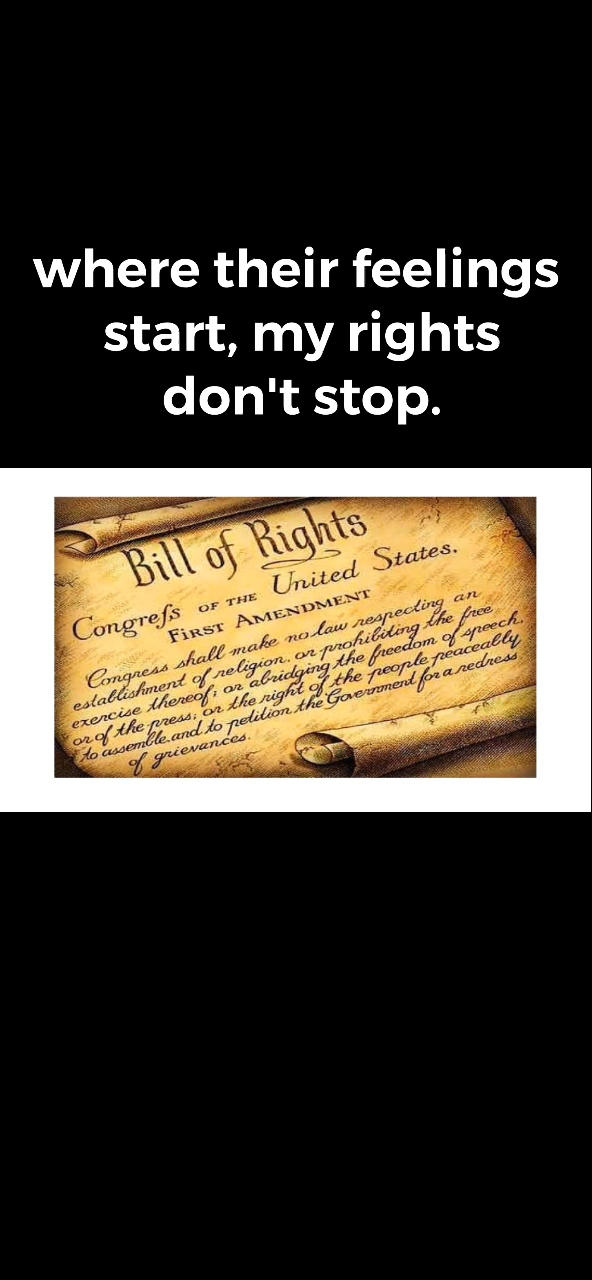 where their feelings
start, my rights
don't stop.
Bill of Rights
Congreſs OF THE United States.
FIRST AMENDMENT
Congress shall make no law respecting an
establishment of religion, or prohibiting the free
exercise thereof; or abridging the freedom of speech,
or of the press; or the right of the people peaceably
to assemble, and to petition the Government for a redress
of grievances.